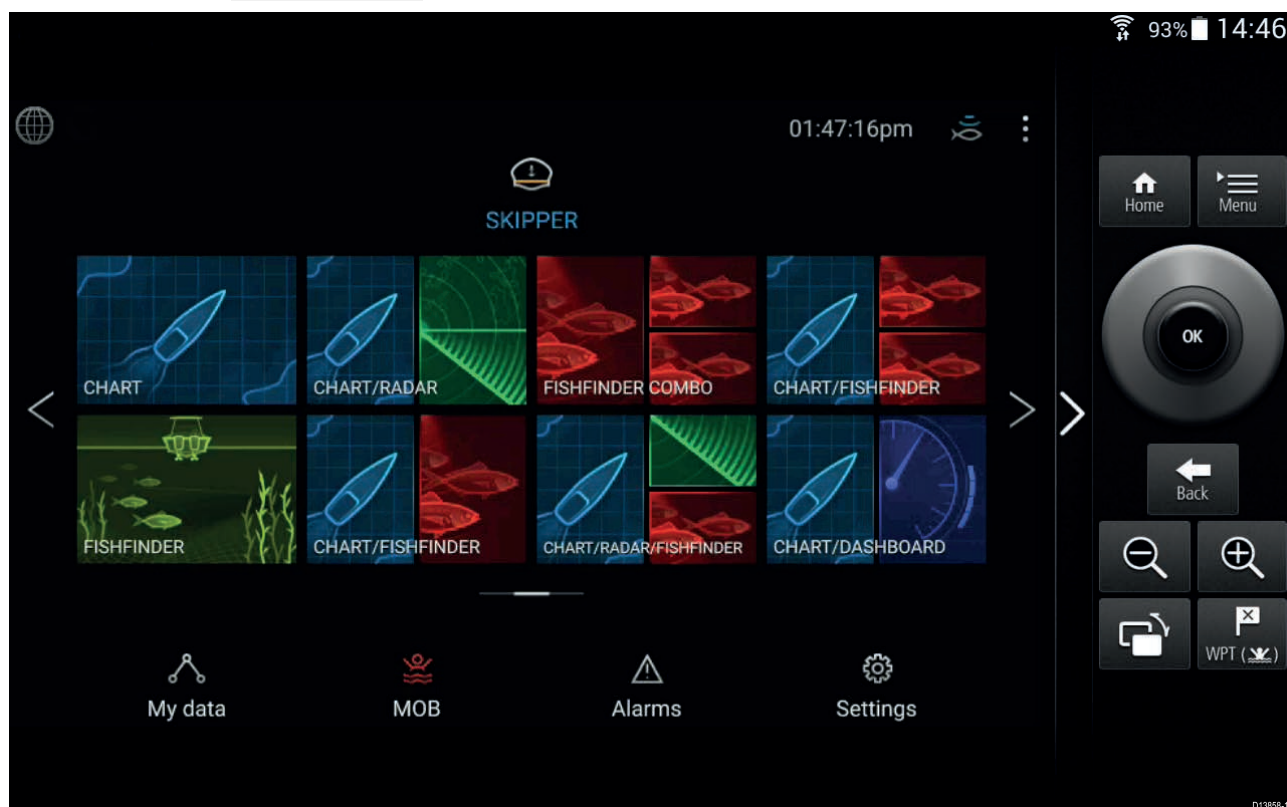 93% 14:46
01:47:16pm
SKIPPER
Home Menu
CHART CHART/RADAR FISHFINDER COMBO CHART/FISHFINDER
OK
Back
FISHFINDER CHART/FISHFINDER CHART/RADAR/FISHFINDER CHART/DASHBOARD
WPT ( )
My data MOB Alarms Settings